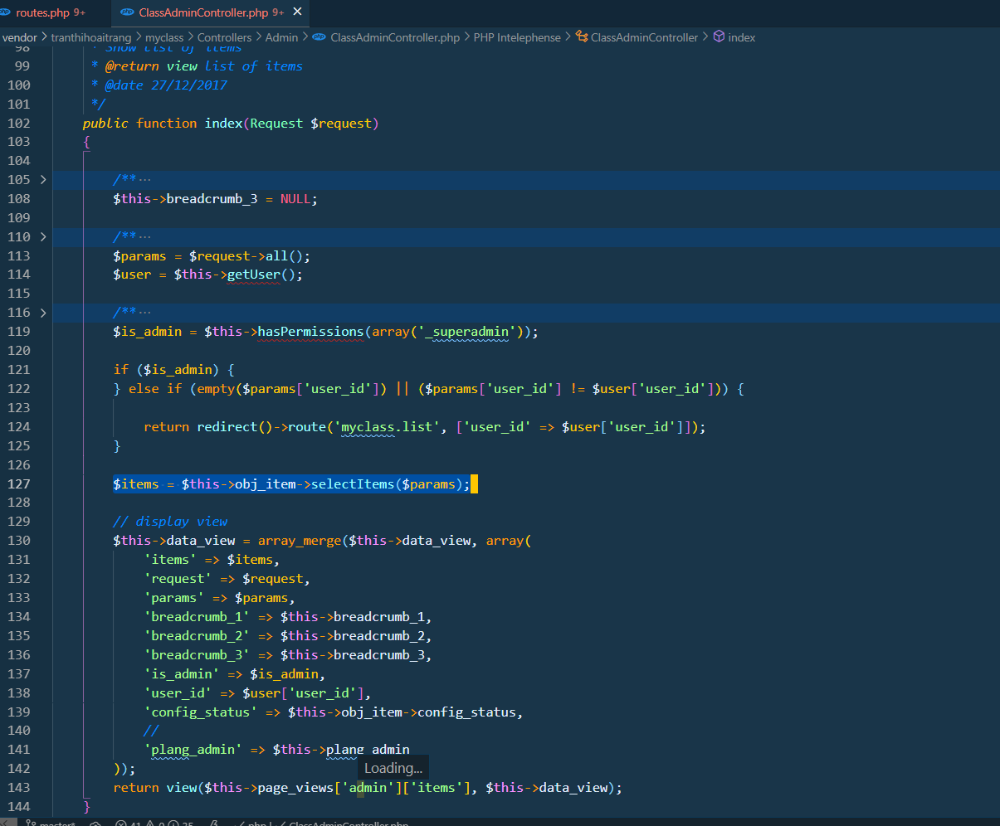 routes.php 9+ ClassAdminController.php 9+ ×
vendor > tranthihoaitrang > myclass > Controllers > Admin > ClassAdminController.php > PHP Intelephense > ClassAdminController > index
98 * Show list of items
99 * @return view list of items
100 * @date 27/12/2017
101 */
102 public function index(Request $request)
103 {
104
105 > /** ···
108 $this->breadcrumb_3 = NULL;
109
110 > /** ···
113 $params = $request->all();
114 $user = $this->getUser();
115
116 > /** ···
119 $is_admin = $this->hasPermissions(array('_superadmin'));
120
121 if ($is_admin) {
122 } else if (empty($params['user_id']) || ($params['user_id'] != $user['user_id'])) {
123
124 return redirect()->route('myclass.list', ['user_id' => $user['user_id']]);
125 }
126
127 $items = $this->obj_item->selectItems($params);
128
129 // display view
130 $this->data_view = array_merge($this->data_view, array(
131 'items' => $items,
132 'request' => $request,
133 'params' => $params,
134 'breadcrumb_1' => $this->breadcrumb_1,
135 'breadcrumb_2' => $this->breadcrumb_2,
136 'breadcrumb_3' => $this->breadcrumb_3,
137 'is_admin' => $is_admin,
138 'user_id' => $user['user_id'],
139 'config_status' => $this->obj_item->config_status,
140 //
141 'plang_admin' => $this->plang_admin
142 ));
Loading...
143 return view($this->page_views['admin']['items'], $this->data_view);
144 }
master* 41 0 25 php ClassAdminController.php